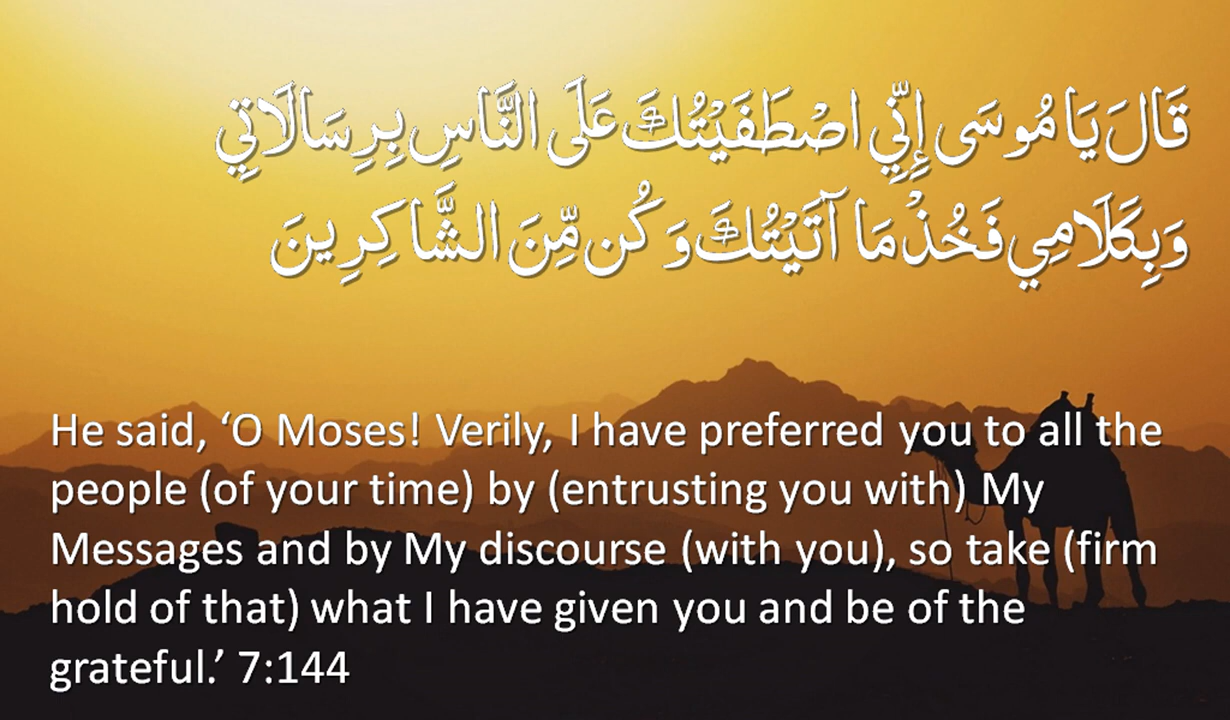 قَالَ يَا مُوسَى إِنِّي اصْطَفَيْتُكَ عَلَى النَّاسِ بِرِسَالَاتِي
وَبِكَلَامِي فَخُذْ مَا آتَيْتُكَ وَكُن مِّنَ الشَّاكِرِينَ
He said, ‘O Moses! Verily, I have preferred you to all the
people (of your time) by (entrusting you with) My
Messages and by My discourse (with you), so take (firm
hold of that) what I have given you and be of the
grateful.’ 7:144